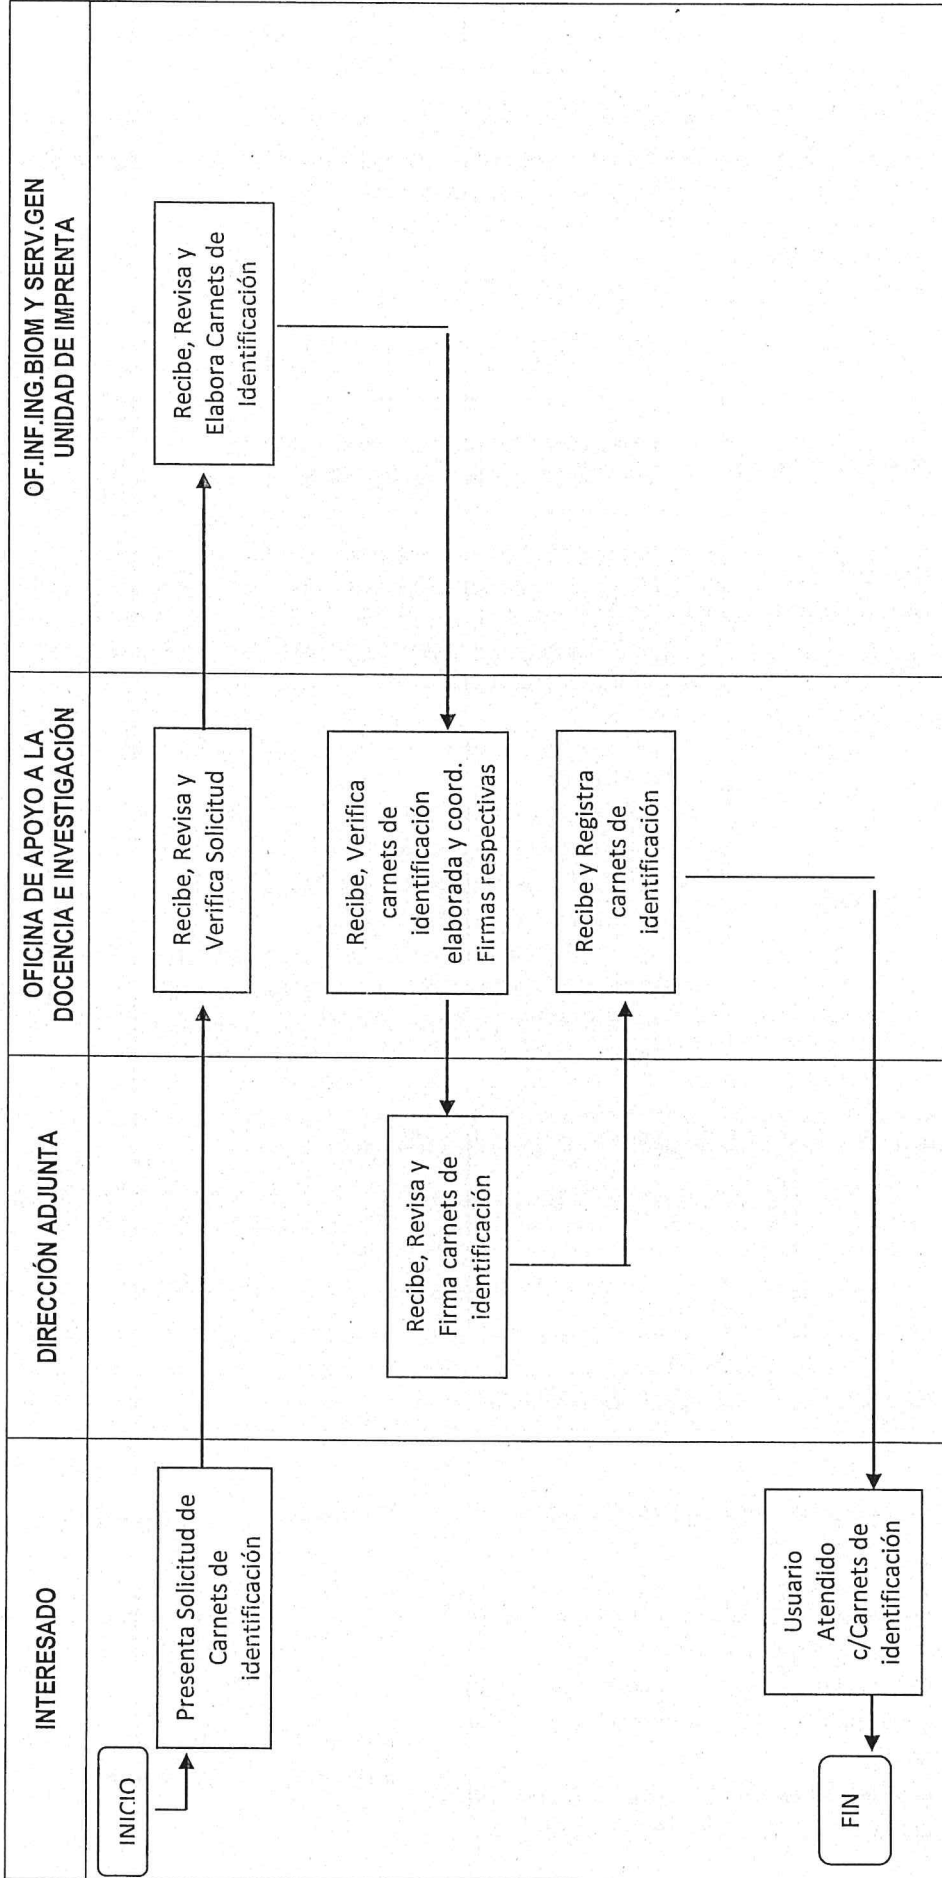 INTERESADO
DIRECCIÓN ADJUNTA
OFICINA DE APOYO A LA
DOCENCIA E INVESTIGACIÓN
OF.INF.ING.BIOM Y SERV.GEN
UNIDAD DE IMPRENTA
INICIO
Presenta Solicitud de
Carnets de
identificación
Recibe, Revisa y
Verifica Solicitud
Recibe, Revisa y
Elabora Carnets de
Identificación
Recibe, Verifica
carnets de
identificación
elaborada y coord.
Firmas respectivas
Recibe, Revisa y
Firma carnets de
identificación
Recibe y Registra
carnets de
identificación
Usuario
Atendido
c/Carnets de
identificación
FIN